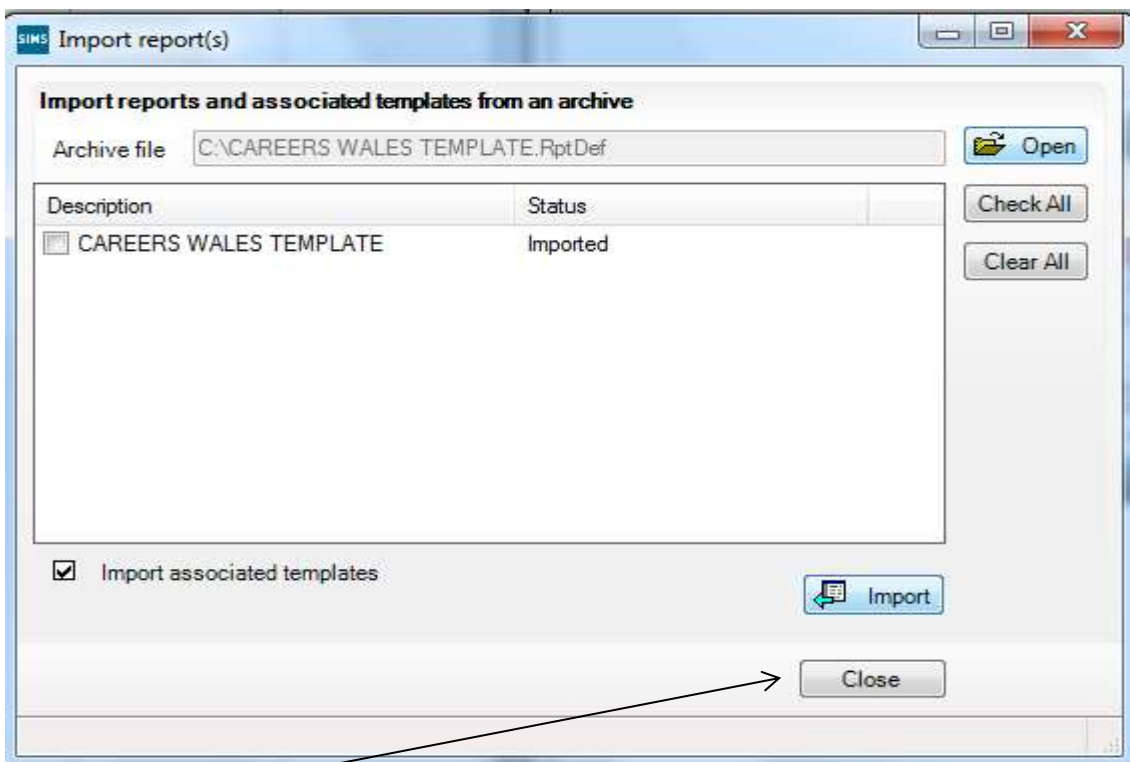 SIMS Import report(s)
Import reports and associated templates from an archive
Archive file C:\CAREERS WALES TEMPLATE.RptDef Open
Description Status Check All
CAREERS WALES TEMPLATE Imported
Clear All
Import associated templates
Import
Close